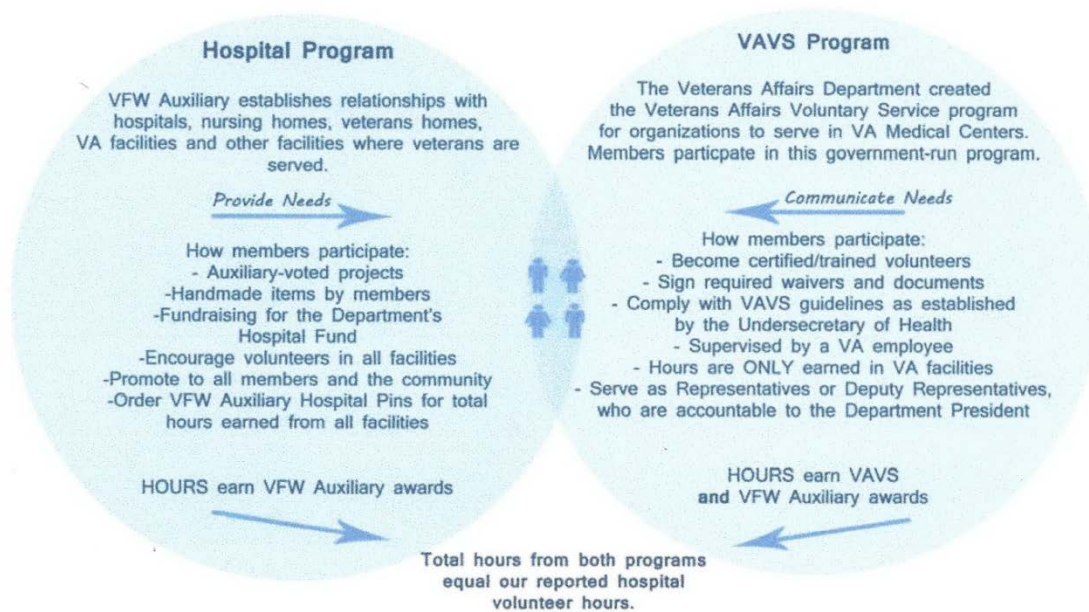 Hospital Program
VFW Auxiliary establishes relationships with
hospitals, nursing homes, veterans homes,
VA facilities and other facilities where veterans are
served.
Provide Needs
How members participate:
- Auxiliary-voted projects
-Handmade items by members
-Fundraising for the Department's
Hospital Fund
-Encourage volunteers in all facilities
-Promote to all members and the community
-Order VFW Auxiliary Hospital Pins for total
hours earned from all facilities
HOURS earn VFW Auxiliary awards
VAVS Program
The Veterans Affairs Department created
the Veterans Affairs Voluntary Service program
for organizations to serve in VA Medical Centers.
Members particpate in this government-run program.
Communicate Needs
How members participate:
- Become certified/trained volunteers
- Sign required waivers and documents
- Comply with VAVS guidelines as established
by the Undersecretary of Health
- Supervised by a VA employee
- Hours are ONLY earned in VA facilities
- Serve as Representatives or Deputy Representatives,
who are accountable to the Department President
HOURS earn VAVS
and VFW Auxiliary awards
Total hours from both programs
equal our reported hospital
volunteer hours.